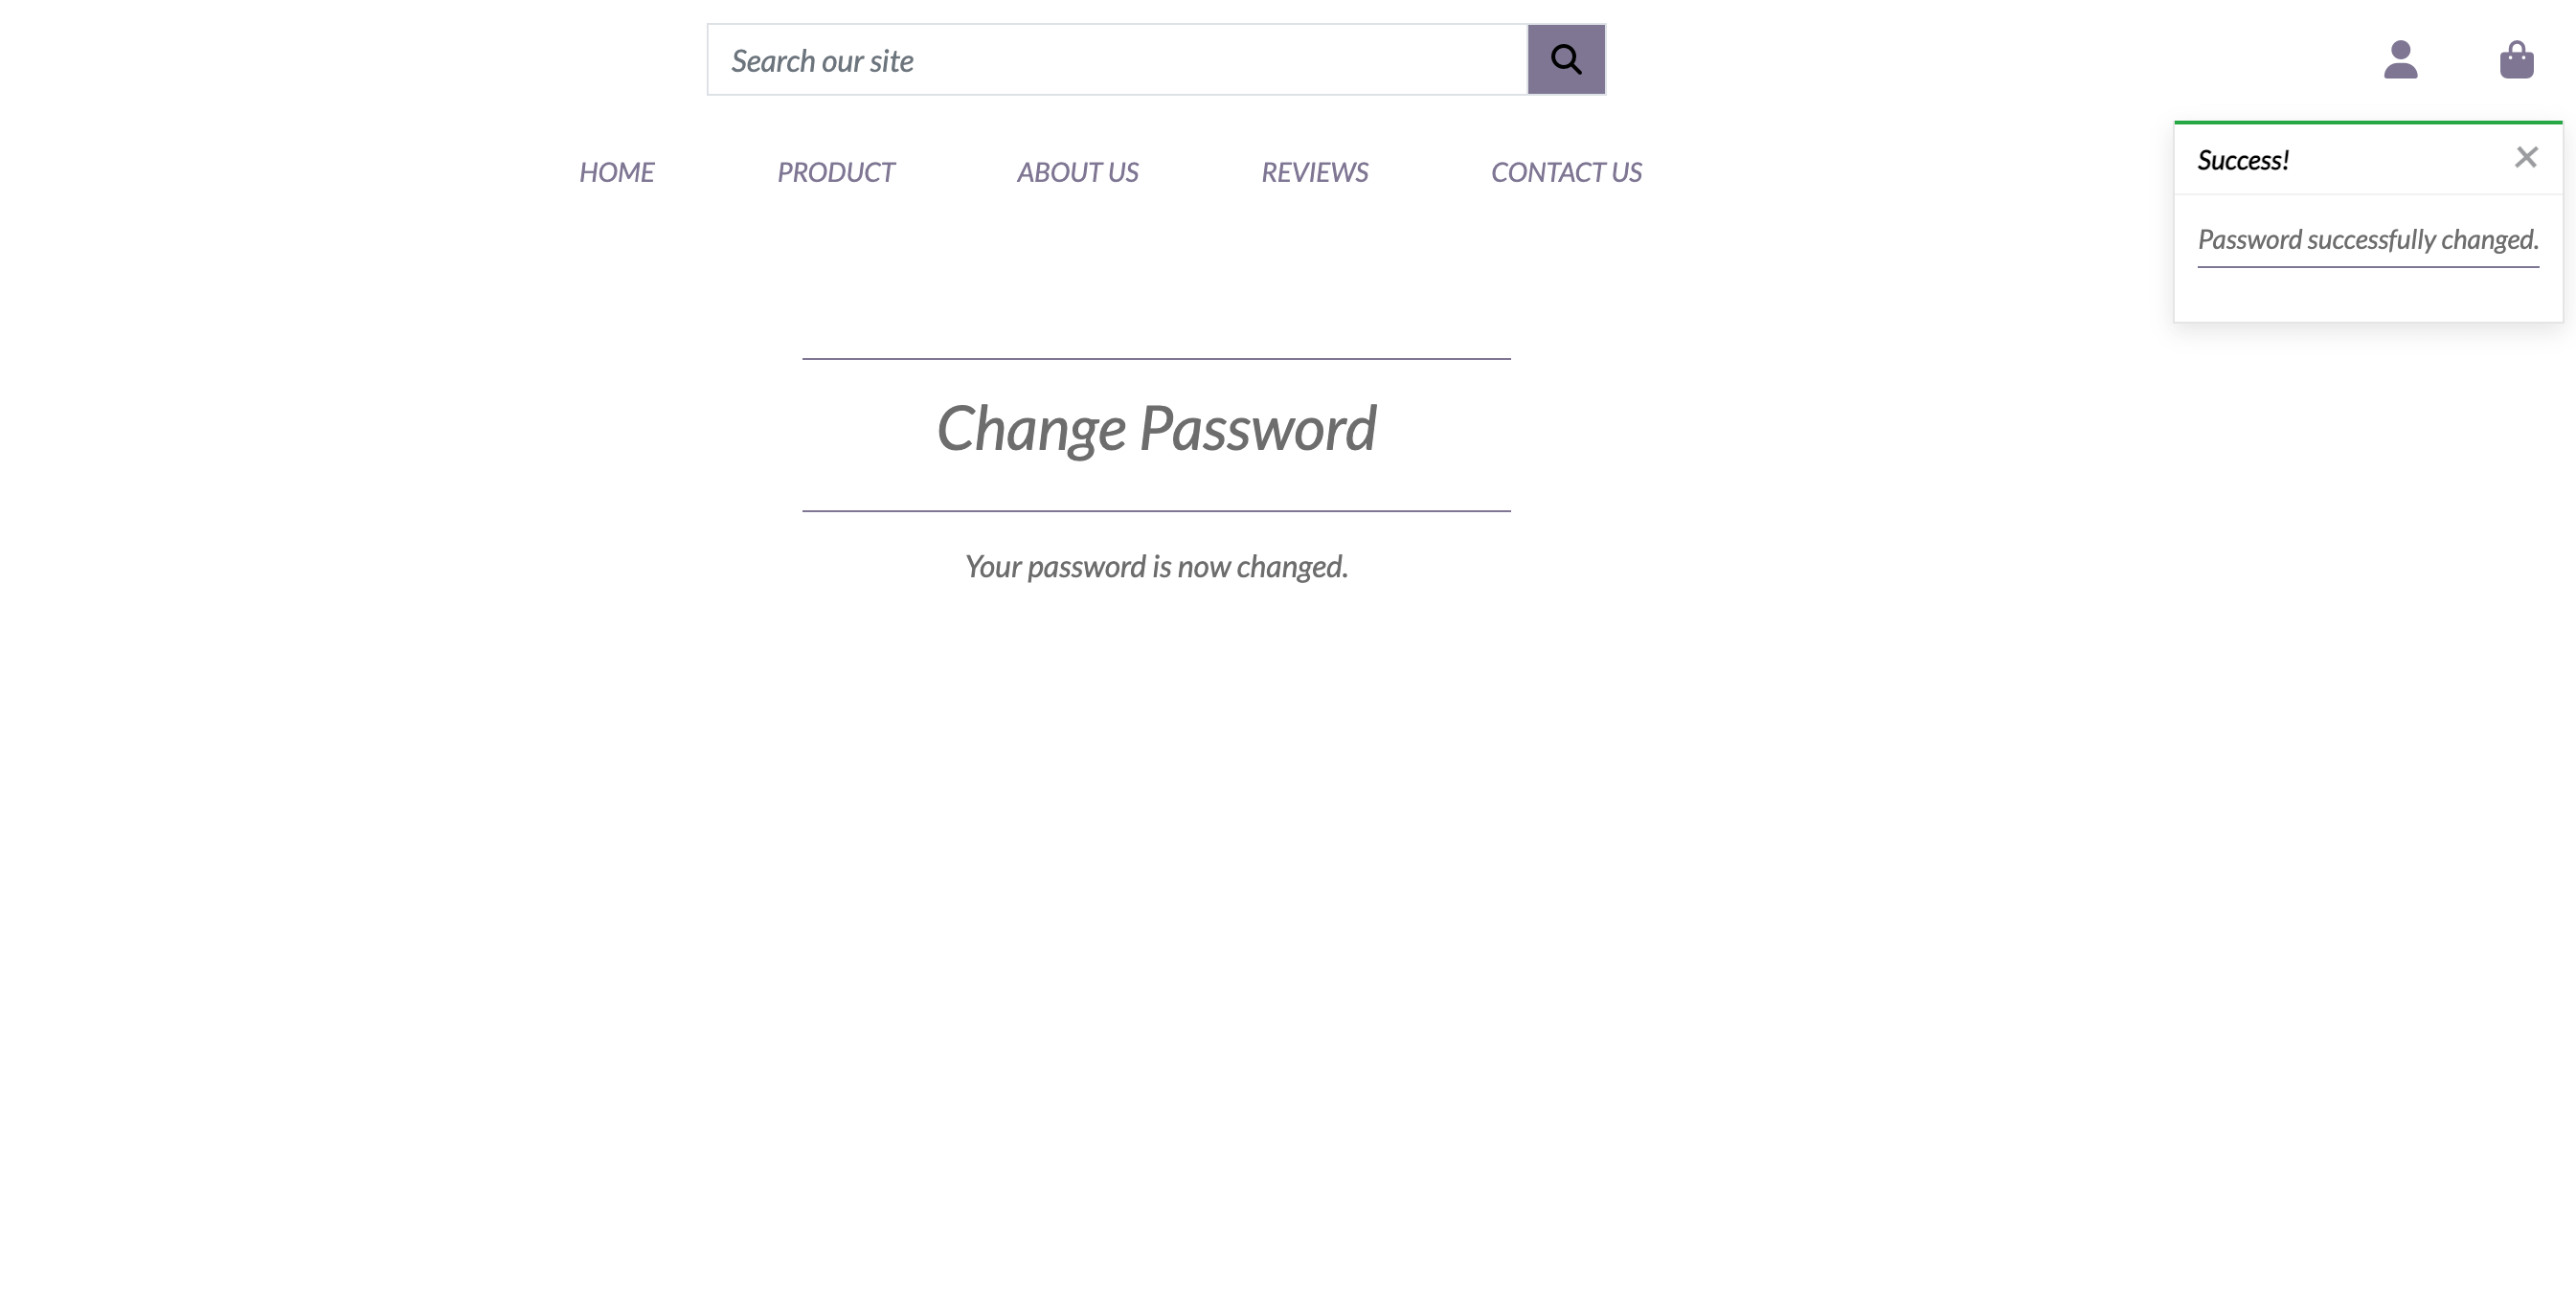 Search our site
HOME PRODUCT ABOUT US REVIEWS CONTACT US
Success!
Password successfully changed.
Change Password
Your password is now changed.